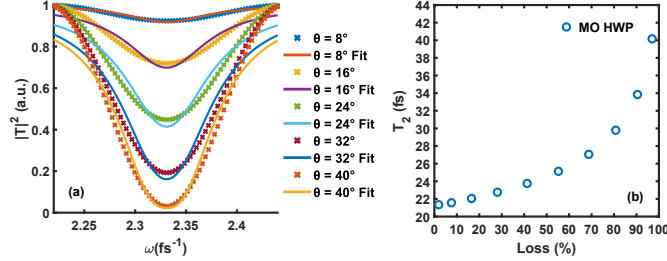 1
0.8
0.6
0.4
0.2
0
|T|² (a.u.)
(a)
2.25
2.3
2.35
2.4
ω(fs⁻¹)
θ = 8°
θ = 8° Fit
θ = 16°
θ = 16° Fit
θ = 24°
θ = 24° Fit
θ = 32°
θ = 32° Fit
θ = 40°
θ = 40° Fit
44
42
40
38
36
34
32
30
28
26
24
22
20
T₂ (fs)
MO HWP
(b)
0 10 20 30 40 50 60 70 80 90 100
Loss (%)